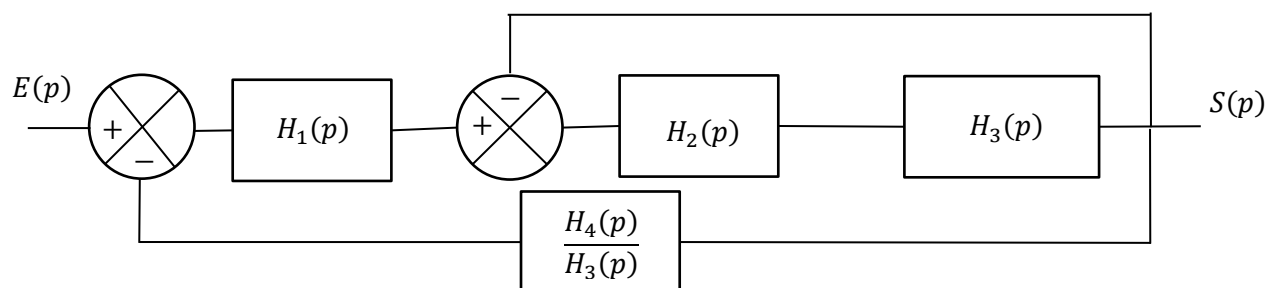 E(p)
+
−
H₁(p)
−
+
H₂(p)
H₃(p)
S(p)
H₄(p)
H₃(p)